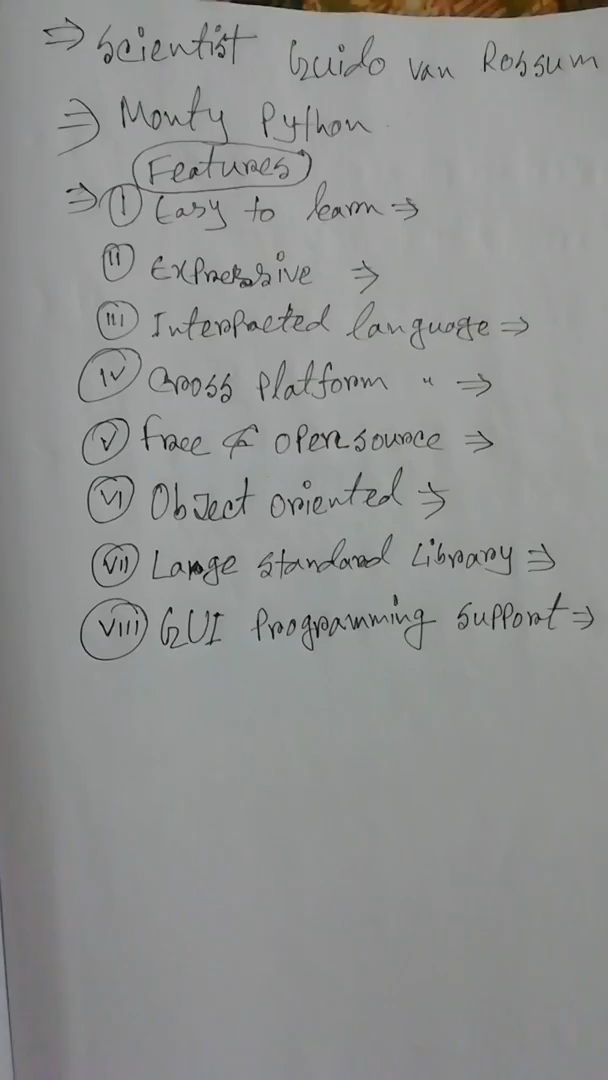 ⇒ Scientist Guido van Rossum
⇒ Monty Python
Features
⇒ (I) Easy to learn ⇒
(II) Expressive ⇒
(III) Interpreted language ⇒
(IV) Cross Platform " ⇒
(V) Free & open source ⇒
(VI) Object oriented ⇒
(VII) Large Standard Library ⇒
(VIII) GUI Programming Support ⇒